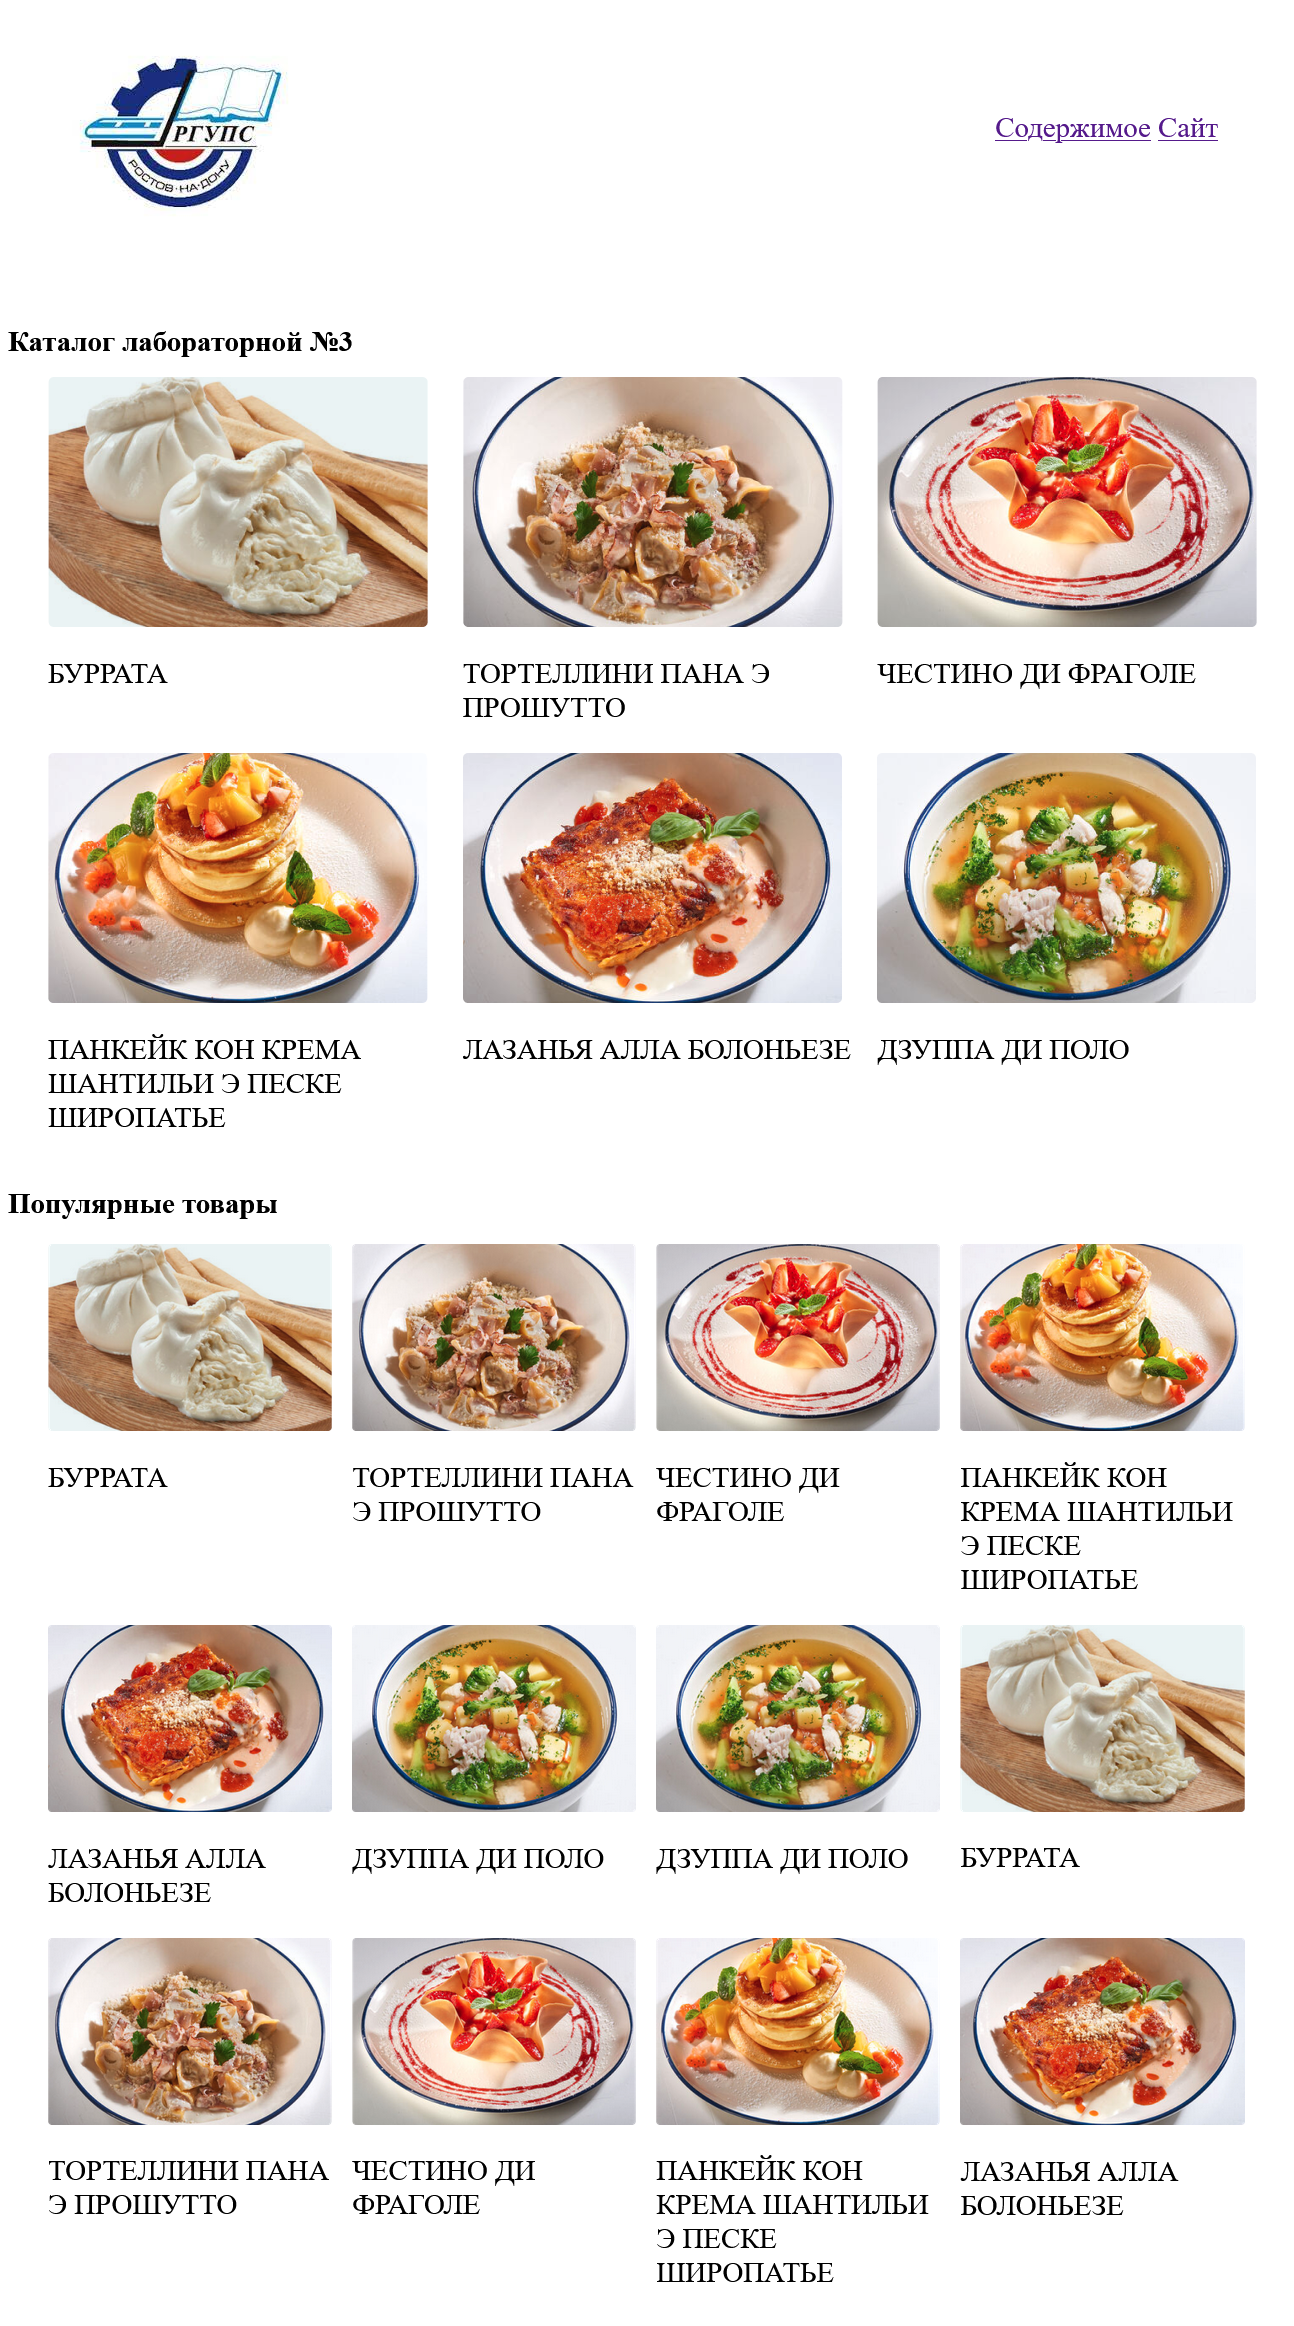 РГУПС
РОСТОВ·НА·ДОНУ
Содержимое Сайт
Каталог лабораторной №3
БУРРАТА
ТОРТЕЛЛИНИ ПАНА Э
ПРОШУТТО
ЧЕСТИНО ДИ ФРАГОЛЕ
ПАНКЕЙК КОН КРЕМА
ШАНТИЛЬИ Э ПЕСКЕ
ШИРОПАТЬЕ
ЛАЗАНЬЯ АЛЛА БОЛОНЬЕЗЕ
ДЗУППА ДИ ПОЛО
Популярные товары
БУРРАТА
ТОРТЕЛЛИНИ ПАНА
Э ПРОШУТТО
ЧЕСТИНО ДИ
ФРАГОЛЕ
ПАНКЕЙК КОН
КРЕМА ШАНТИЛЬИ
Э ПЕСКЕ
ШИРОПАТЬЕ
ЛАЗАНЬЯ АЛЛА
БОЛОНЬЕЗЕ
ДЗУППА ДИ ПОЛО
ДЗУППА ДИ ПОЛО
БУРРАТА
ТОРТЕЛЛИНИ ПАНА
Э ПРОШУТТО
ЧЕСТИНО ДИ
ФРАГОЛЕ
ПАНКЕЙК КОН
КРЕМА ШАНТИЛЬИ
Э ПЕСКЕ
ШИРОПАТЬЕ
ЛАЗАНЬЯ АЛЛА
БОЛОНЬЕЗЕ